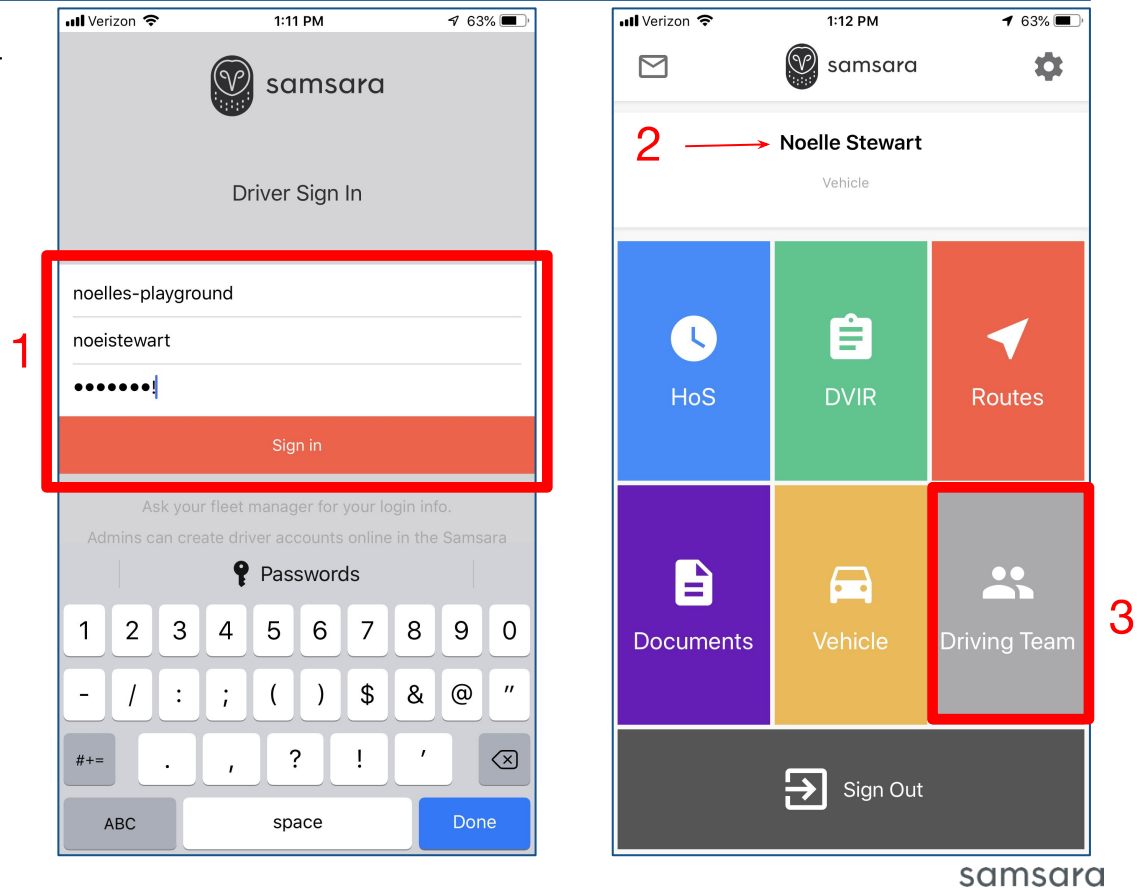 Verizon 1:11 PM 63%
samsara
Driver Sign In
1
noelles-playground
noeistewart
•••••••!
Sign in
Ask your fleet manager for your login info.
Admins can create driver accounts online in the Samsara
Passwords
1 2 3 4 5 6 7 8 9 0
- / : ; ( ) $ & @ "
#+= . , ? ! '
ABC space Done
Verizon 1:12 PM 63%
samsara
2
Noelle Stewart
Vehicle
HoS DVIR Routes
Documents Vehicle Driving Team
3
Sign Out
samsara